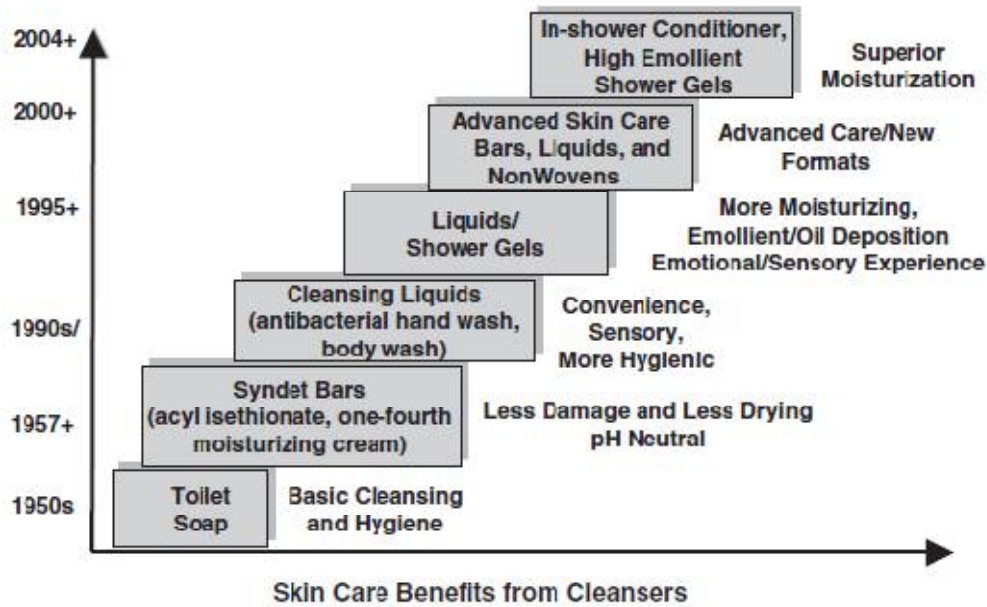 2004+
In-shower Conditioner,
High Emollient
Shower Gels
Superior
Moisturization
2000+
Advanced Skin Care
Bars, Liquids, and
NonWovens
Advanced Care/New
Formats
1995+
Liquids/
Shower Gels
More Moisturizing,
Emollient/Oil Deposition
Emotional/Sensory Experience
1990s/
Cleansing Liquids
(antibacterial hand wash,
body wash)
Convenience,
Sensory,
More Hygienic
1957+
Syndet Bars
(acyl isethionate, one-fourth
moisturizing cream)
Less Damage and Less Drying
pH Neutral
1950s
Toilet
Soap
Basic Cleansing
and Hygiene
Skin Care Benefits from Cleansers